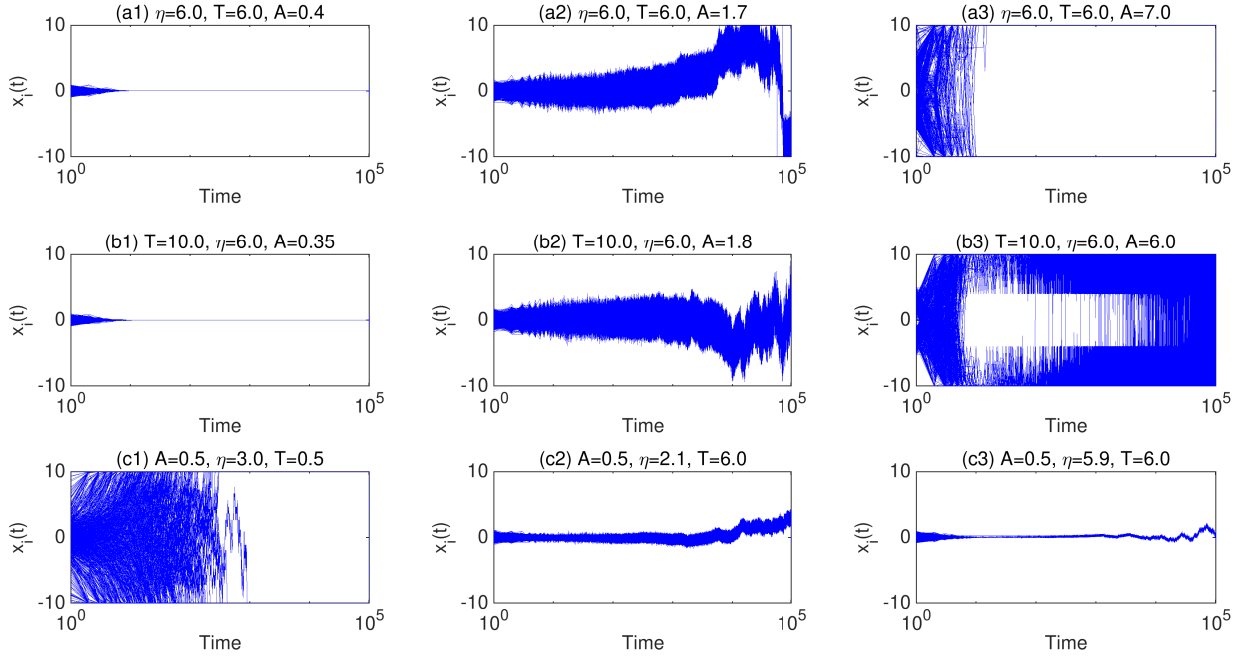 (a1) η=6.0, T=6.0, A=0.4
10
0
-10
x_i(t)
10^0
10^5
Time
(a2) η=6.0, T=6.0, A=1.7
10
0
-10
x_i(t)
10^0
10^5
Time
(a3) η=6.0, T=6.0, A=7.0
10
0
-10
x_i(t)
10^0
10^5
Time
(b1) T=10.0, η=6.0, A=0.35
10
0
-10
x_i(t)
10^0
10^5
Time
(b2) T=10.0, η=6.0, A=1.8
10
0
-10
x_i(t)
10^0
10^5
Time
(b3) T=10.0, η=6.0, A=6.0
10
0
-10
x_i(t)
10^0
10^5
Time
(c1) A=0.5, η=3.0, T=0.5
10
0
-10
x_i(t)
10^0
10^5
Time
(c2) A=0.5, η=2.1, T=6.0
10
0
-10
x_i(t)
10^0
10^5
Time
(c3) A=0.5, η=5.9, T=6.0
10
0
-10
x_i(t)
10^0
10^5
Time